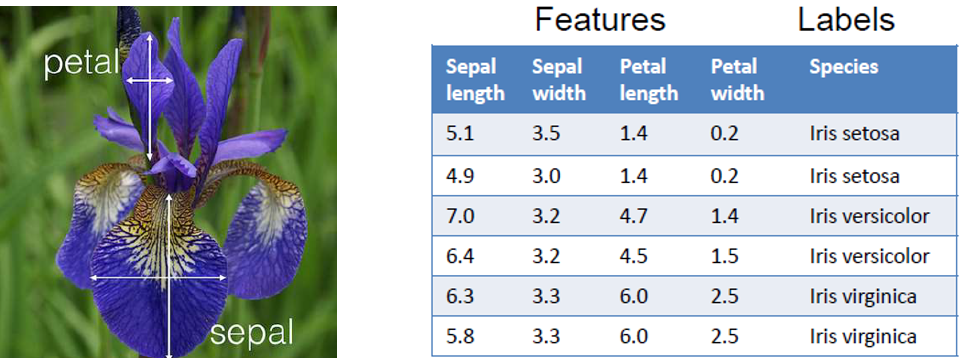 petal
sepal
Features Labels
Sepal length Sepal width Petal length Petal width Species
5.1 3.5 1.4 0.2 Iris setosa
4.9 3.0 1.4 0.2 Iris setosa
7.0 3.2 4.7 1.4 Iris versicolor
6.4 3.2 4.5 1.5 Iris versicolor
6.3 3.3 6.0 2.5 Iris virginica
5.8 3.3 6.0 2.5 Iris virginica